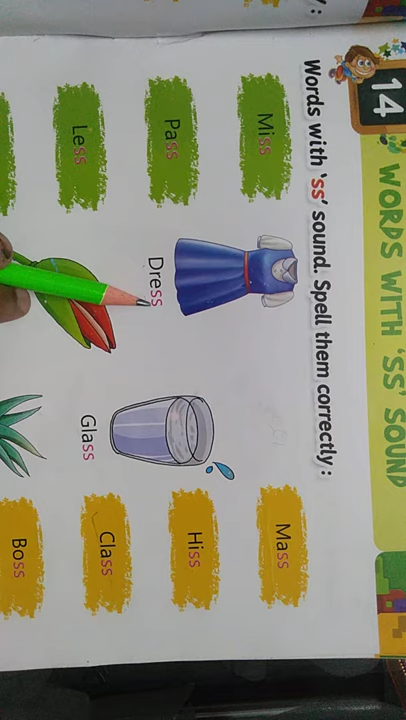 14
WORDS WITH 'SS' SOUND
Words with 'ss' sound. Spell them correctly :
Miss
Mass
Pass
Dress
Hiss
Less
Glass
Class
Boss